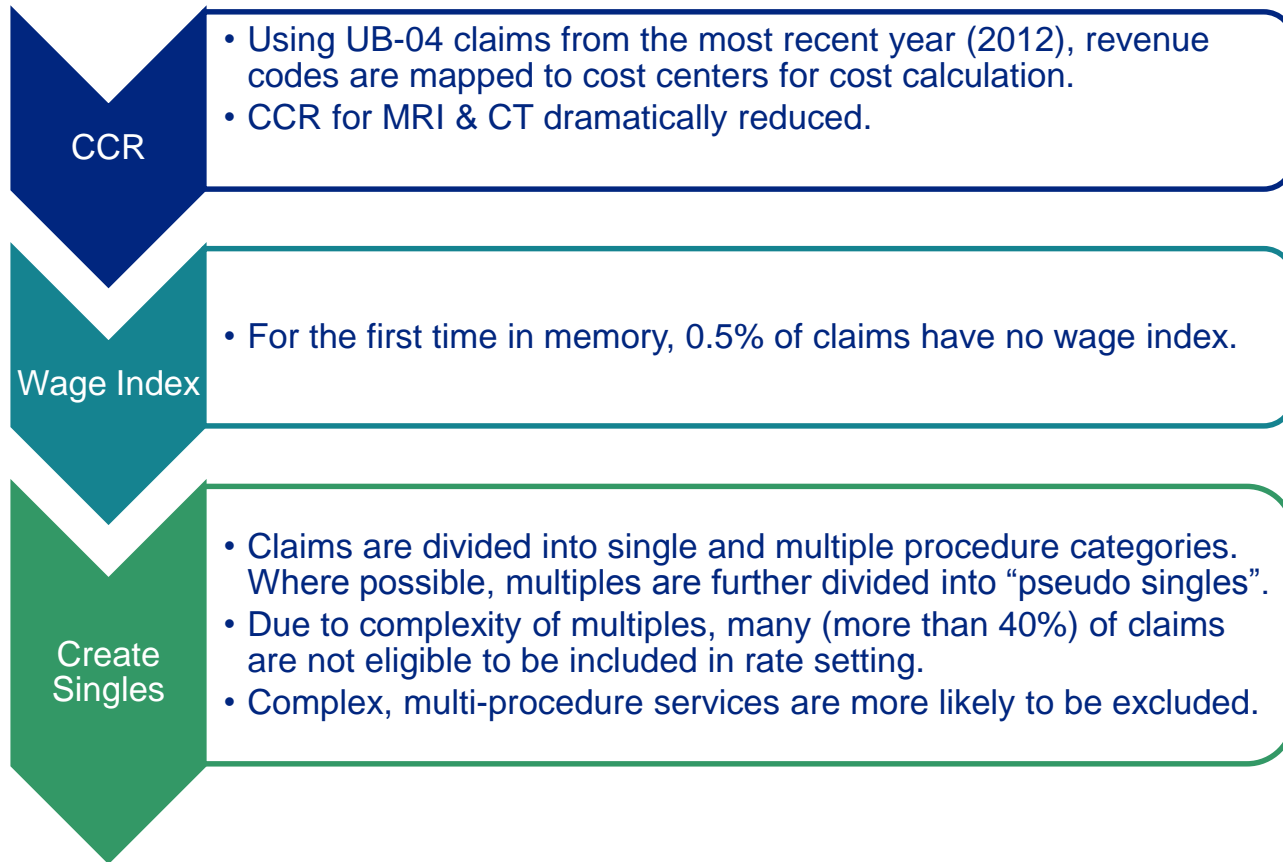 CCR
• Using UB-04 claims from the most recent year (2012), revenue
codes are mapped to cost centers for cost calculation.
• CCR for MRI & CT dramatically reduced.
Wage Index
• For the first time in memory, 0.5% of claims have no wage index.
Create
Singles
• Claims are divided into single and multiple procedure categories.
Where possible, multiples are further divided into “pseudo singles”.
• Due to complexity of multiples, many (more than 40%) of claims
are not eligible to be included in rate setting.
• Complex, multi-procedure services are more likely to be excluded.